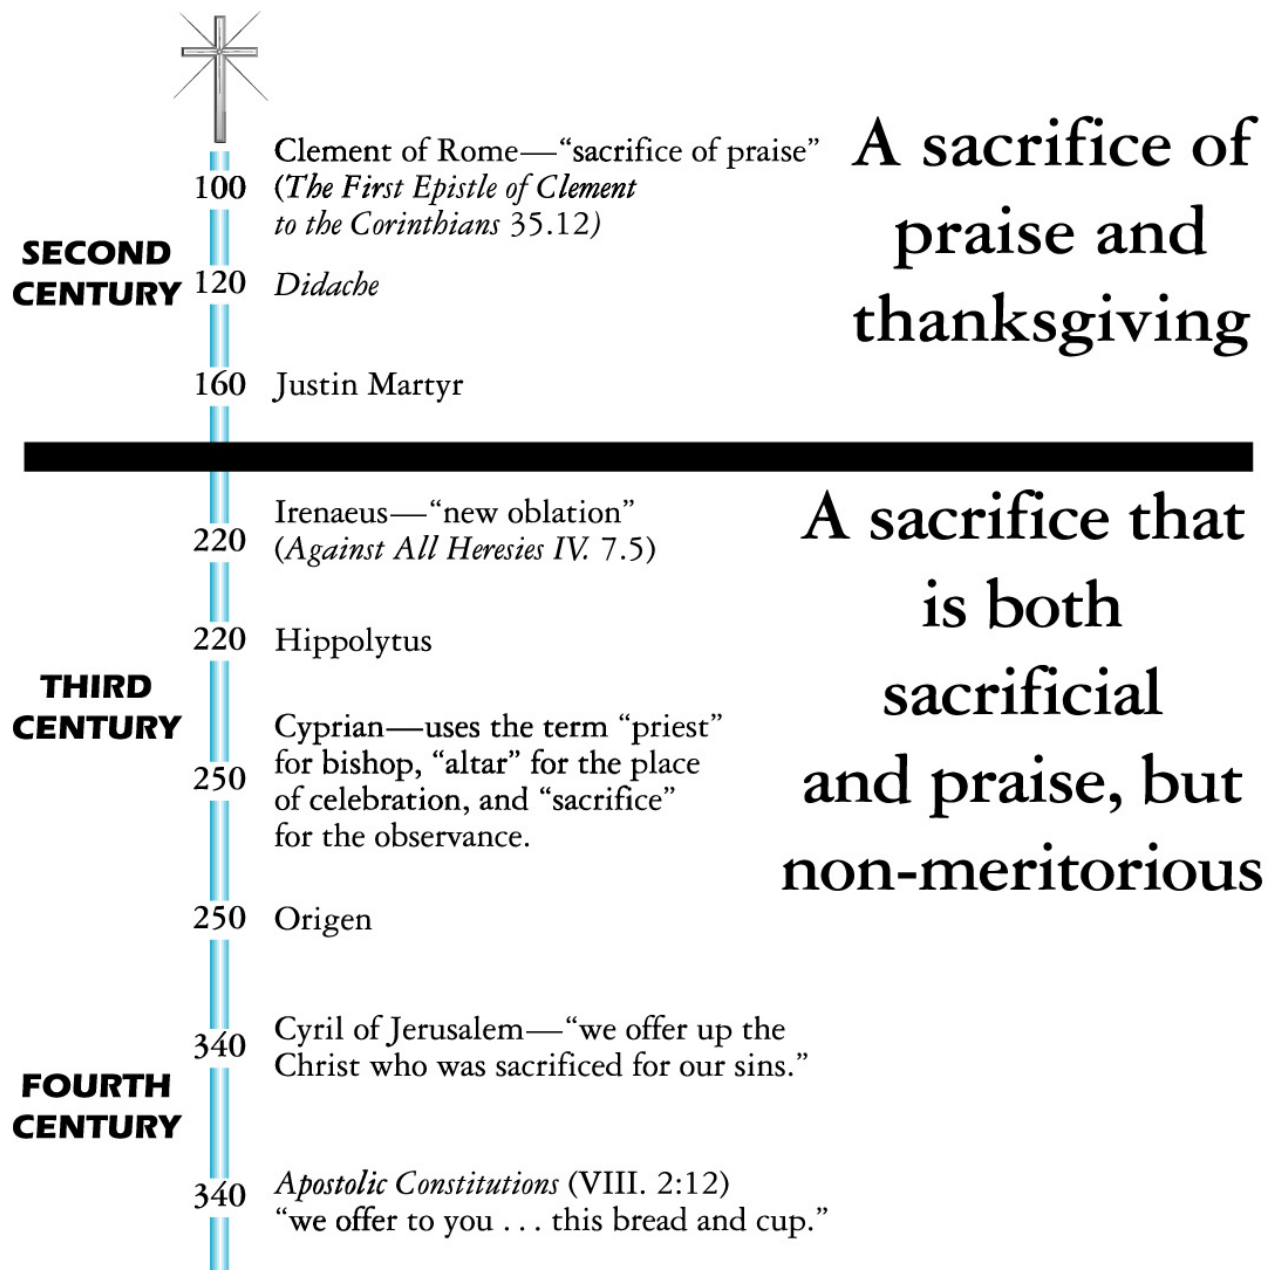 Clement of Rome—“sacrifice of praise”
100 (The First Epistle of Clement
to the Corinthians 35.12)
SECOND
CENTURY
120 Didache
160 Justin Martyr
A sacrifice of
praise and
thanksgiving
Irenaeus—“new oblation”
220 (Against All Heresies IV. 7.5)
220 Hippolytus
THIRD
CENTURY
Cyprian—uses the term “priest”
for bishop, “altar” for the place
250 of celebration, and “sacrifice”
for the observance.
250 Origen
A sacrifice that
is both
sacrificial
and praise, but
non-meritorious
340 Cyril of Jerusalem—“we offer up the
Christ who was sacrificed for our sins.”
FOURTH
CENTURY
340 Apostolic Constitutions (VIII. 2:12)
“we offer to you . . . this bread and cup.”